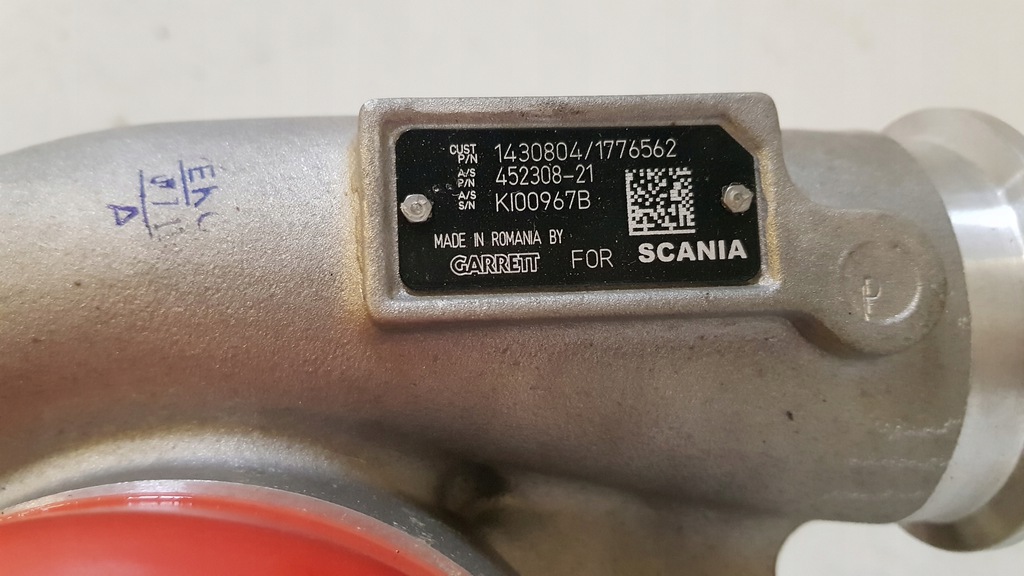 CUST P/N 1430804/1776562
A/S P/N 452308-21
A/S S/N KI00967B
MADE IN ROMANIA BY
GARRETT FOR SCANIA
P